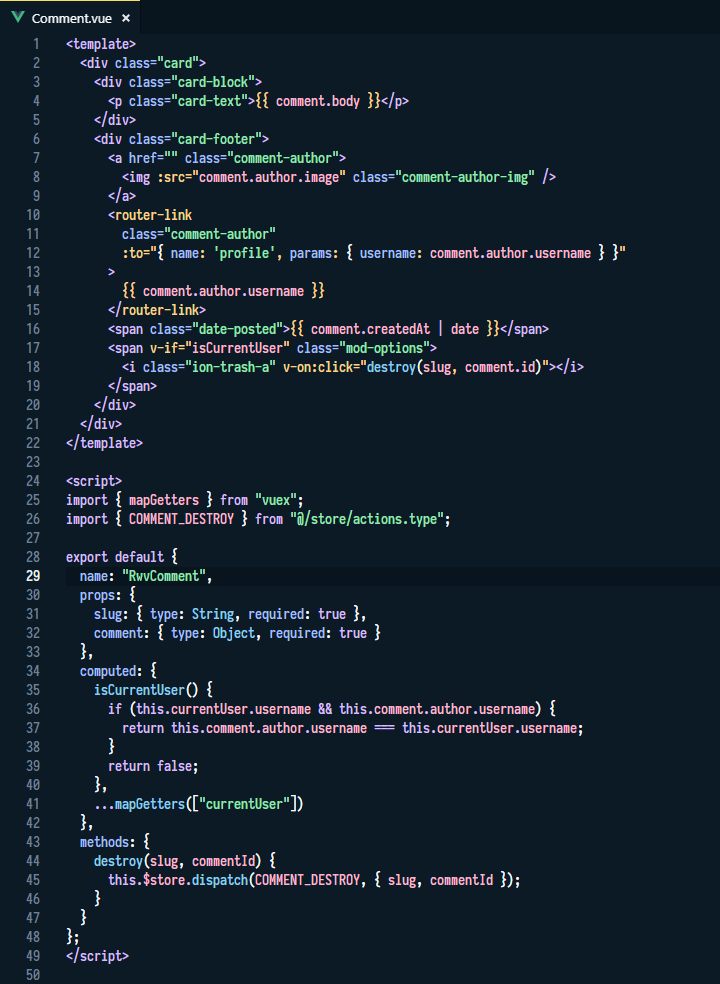 Comment.vue ×
1 <template>
2   <div class="card">
3     <div class="card-block">
4       <p class="card-text">{{ comment.body }}</p>
5     </div>
6     <div class="card-footer">
7       <a href="" class="comment-author">
8         <img :src="comment.author.image" class="comment-author-img" />
9       </a>
10       <router-link
11         class="comment-author"
12         :to="{ name: 'profile', params: { username: comment.author.username } }"
13       >
14         {{ comment.author.username }}
15       </router-link>
16       <span class="date-posted">{{ comment.createdAt | date }}</span>
17       <span v-if="isCurrentUser" class="mod-options">
18         <i class="ion-trash-a" v-on:click="destroy(slug, comment.id)"></i>
19       </span>
20     </div>
21   </div>
22 </template>
23
24 <script>
25 import { mapGetters } from "vuex";
26 import { COMMENT_DESTROY } from "@/store/actions.type";
27
28 export default {
29   name: "RwvComment",
30   props: {
31     slug: { type: String, required: true },
32     comment: { type: Object, required: true }
33   },
34   computed: {
35     isCurrentUser() {
36       if (this.currentUser.username && this.comment.author.username) {
37         return this.comment.author.username === this.currentUser.username;
38       }
39       return false;
40     },
41     ...mapGetters(["currentUser"])
42   },
43   methods: {
44     destroy(slug, commentId) {
45       this.$store.dispatch(COMMENT_DESTROY, { slug, commentId });
46     }
47   }
48 };
49 </script>
50